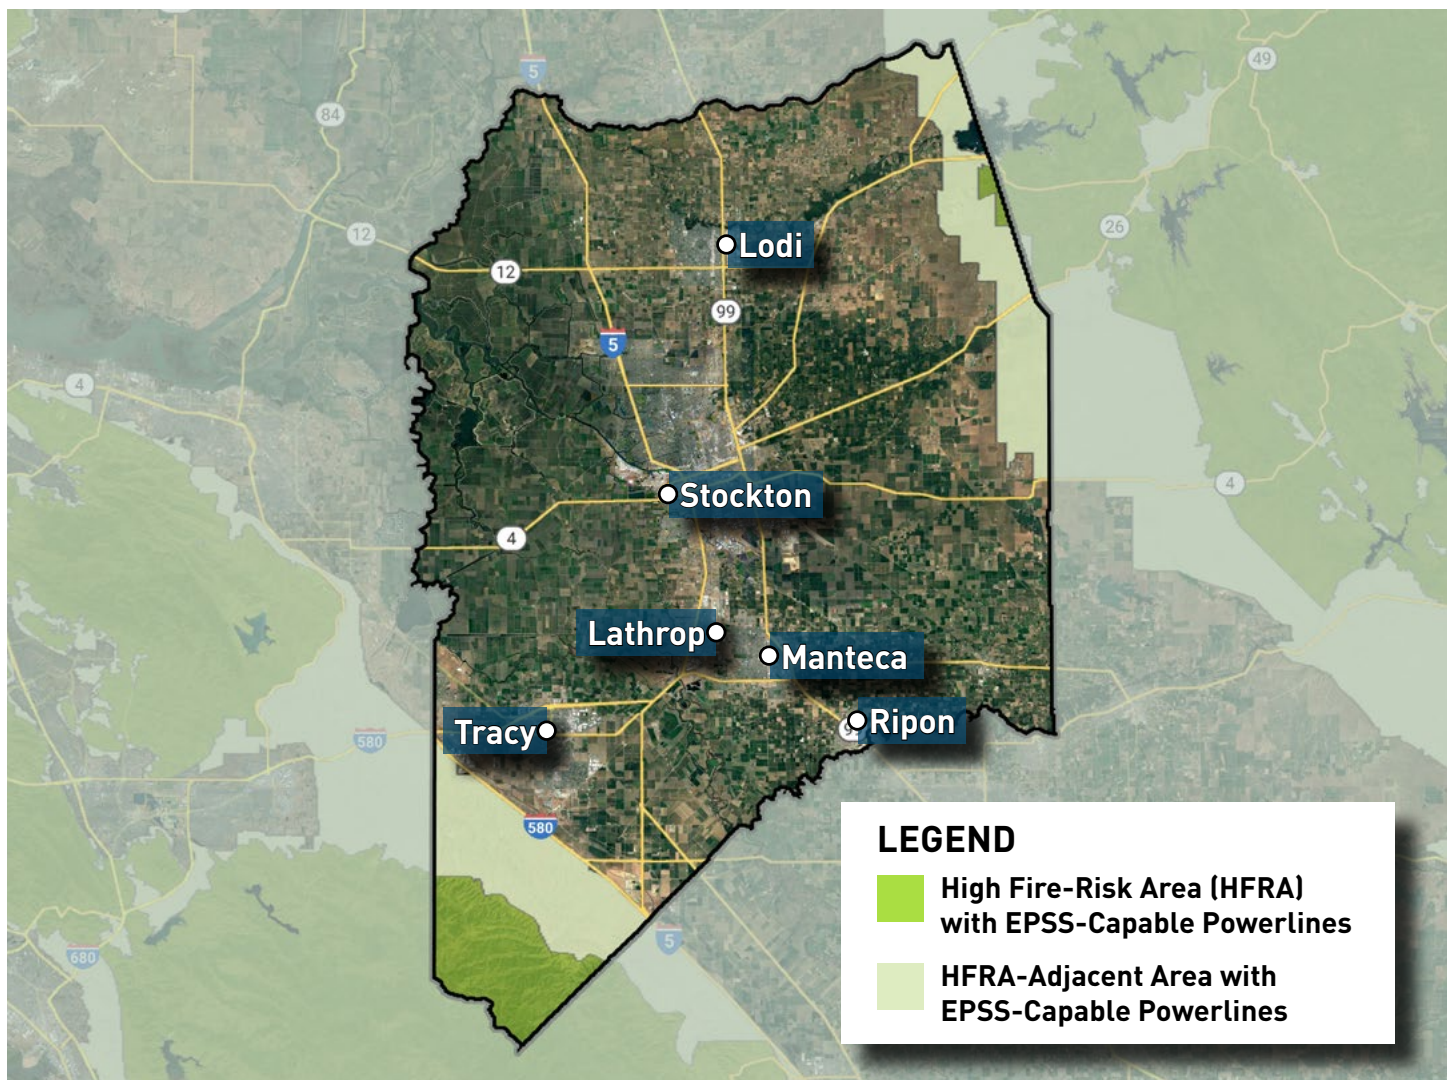 5
49
84
12
26
Lodi
12
99
5
4
Stockton
4
4
Lathrop
Manteca
Ripon
9
Tracy
580
580
LEGEND
High Fire-Risk Area (HFRA)
with EPSS-Capable Powerlines
HFRA-Adjacent Area with
EPSS-Capable Powerlines
5
680